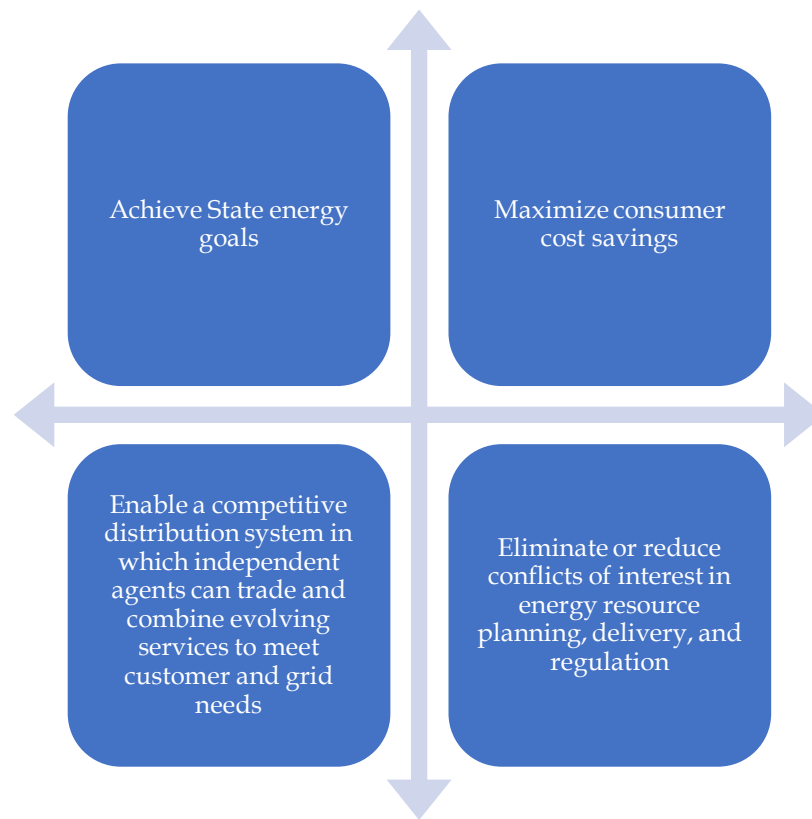 Achieve State energy
goals
Maximize consumer
cost savings
Enable a competitive
distribution system in
which independent
agents can trade and
combine evolving
services to meet
customer and grid
needs
Eliminate or reduce
conflicts of interest in
energy resource
planning, delivery, and
regulation